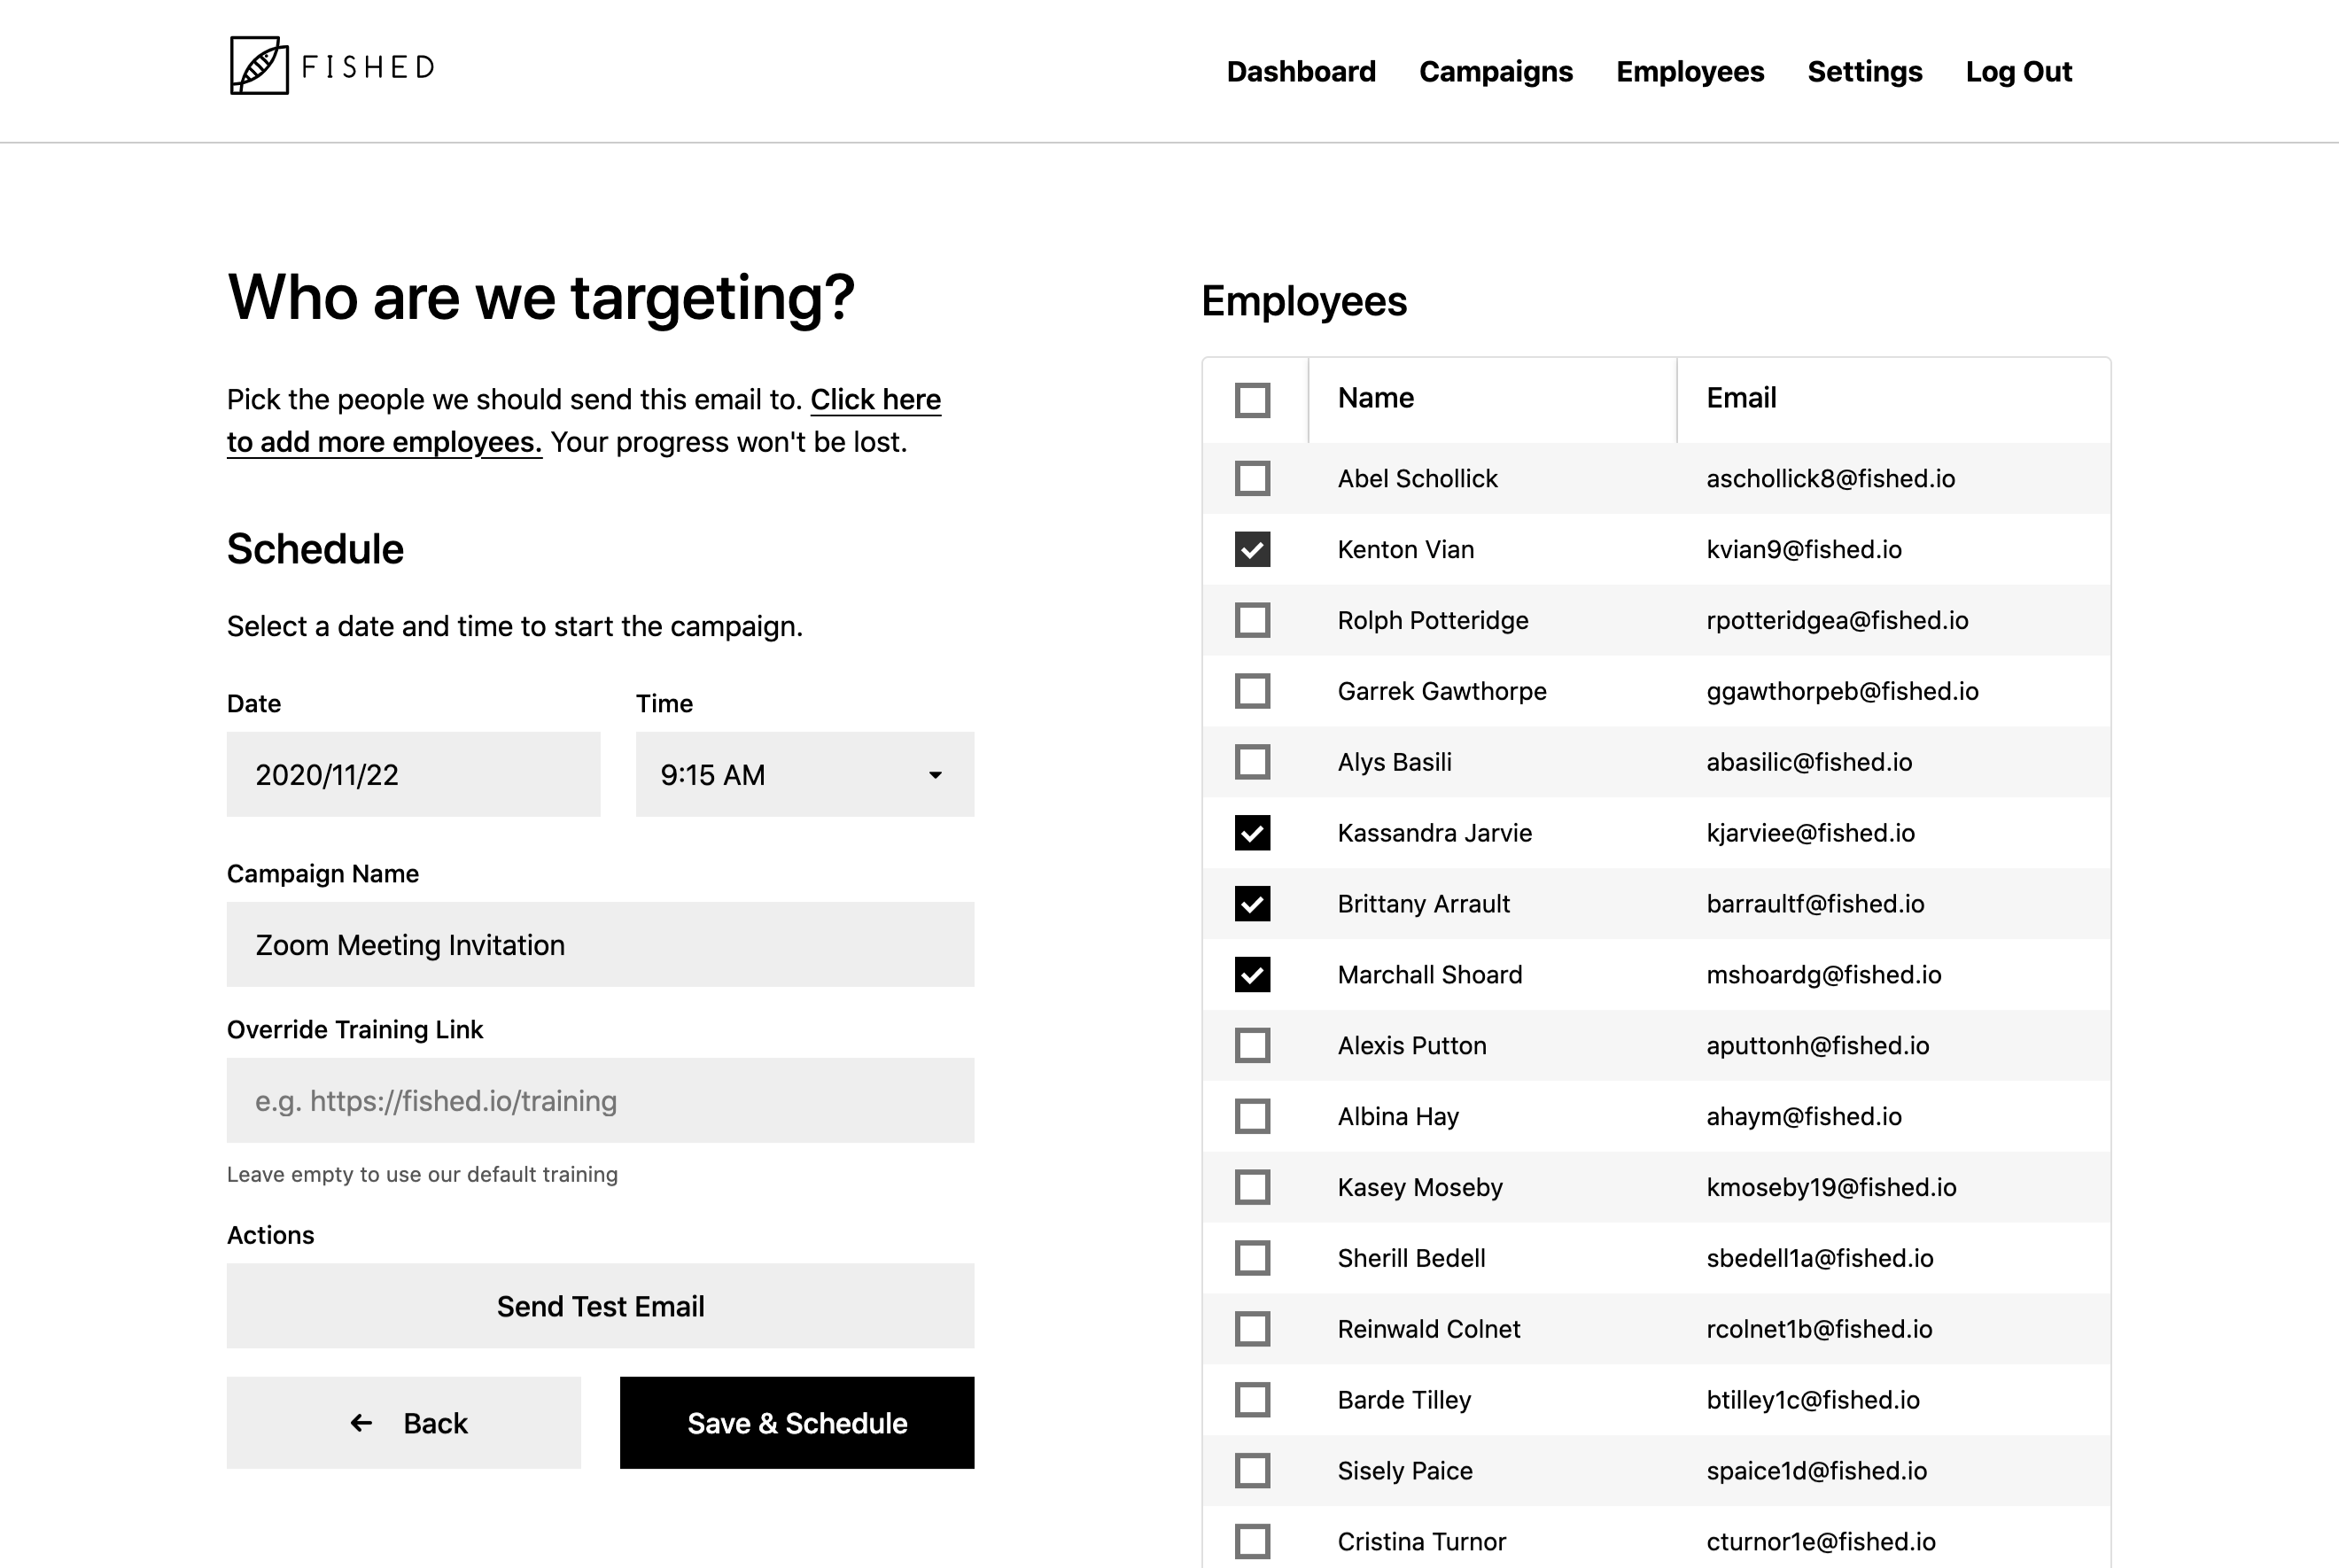 FISHED
Dashboard Campaigns Employees Settings Log Out
Who are we targeting?
Pick the people we should send this email to. Click here
to add more employees. Your progress won't be lost.
Schedule
Select a date and time to start the campaign.
Date Time
2020/11/22 9:15 AM
Campaign Name
Zoom Meeting Invitation
Override Training Link
e.g. https://fished.io/training
Leave empty to use our default training
Actions
Send Test Email
Back Save & Schedule
Employees
Name Email
Abel Schollick aschollick8@fished.io
Kenton Vian kvian9@fished.io
Rolph Potteridge rpotteridgea@fished.io
Garrek Gawthorpe ggawthorpeb@fished.io
Alys Basili abasilic@fished.io
Kassandra Jarvie kjarviee@fished.io
Brittany Arrault barraultf@fished.io
Marchall Shoard mshoardg@fished.io
Alexis Putton aputtonh@fished.io
Albina Hay ahaym@fished.io
Kasey Moseby kmoseby19@fished.io
Sherill Bedell sbedell1a@fished.io
Reinwald Colnet rcolnet1b@fished.io
Barde Tilley btilley1c@fished.io
Sisely Paice spaice1d@fished.io
Cristina Turnor cturnor1e@fished.io